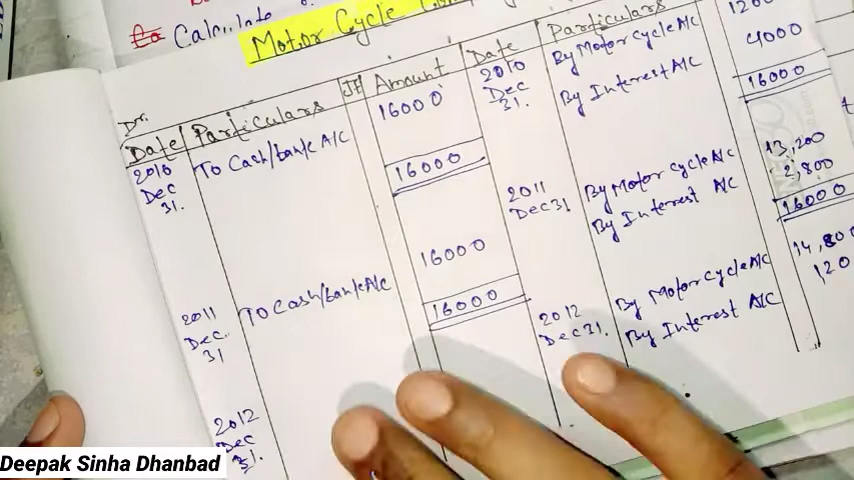 Calculate
Motor Cycle
Dr.
Date Particulars JF Amount Date Particulars
2010 Dec 31. To Cash/bank A/C 16000
16000
2010 Dec 31. By Motor Cycle A/C
By Interest A/C 4000
16000
2011 Dec. 31 To Cash/bank A/C 16000
16000
2011 Dec 31 By Motor Cycle A/C 13,200
By Interest A/C 2,800
16000
2012 Dec 31.
2012 Dec 31. By Motor Cycle A/C
By Interest A/C
Deepak Sinha Dhanbad